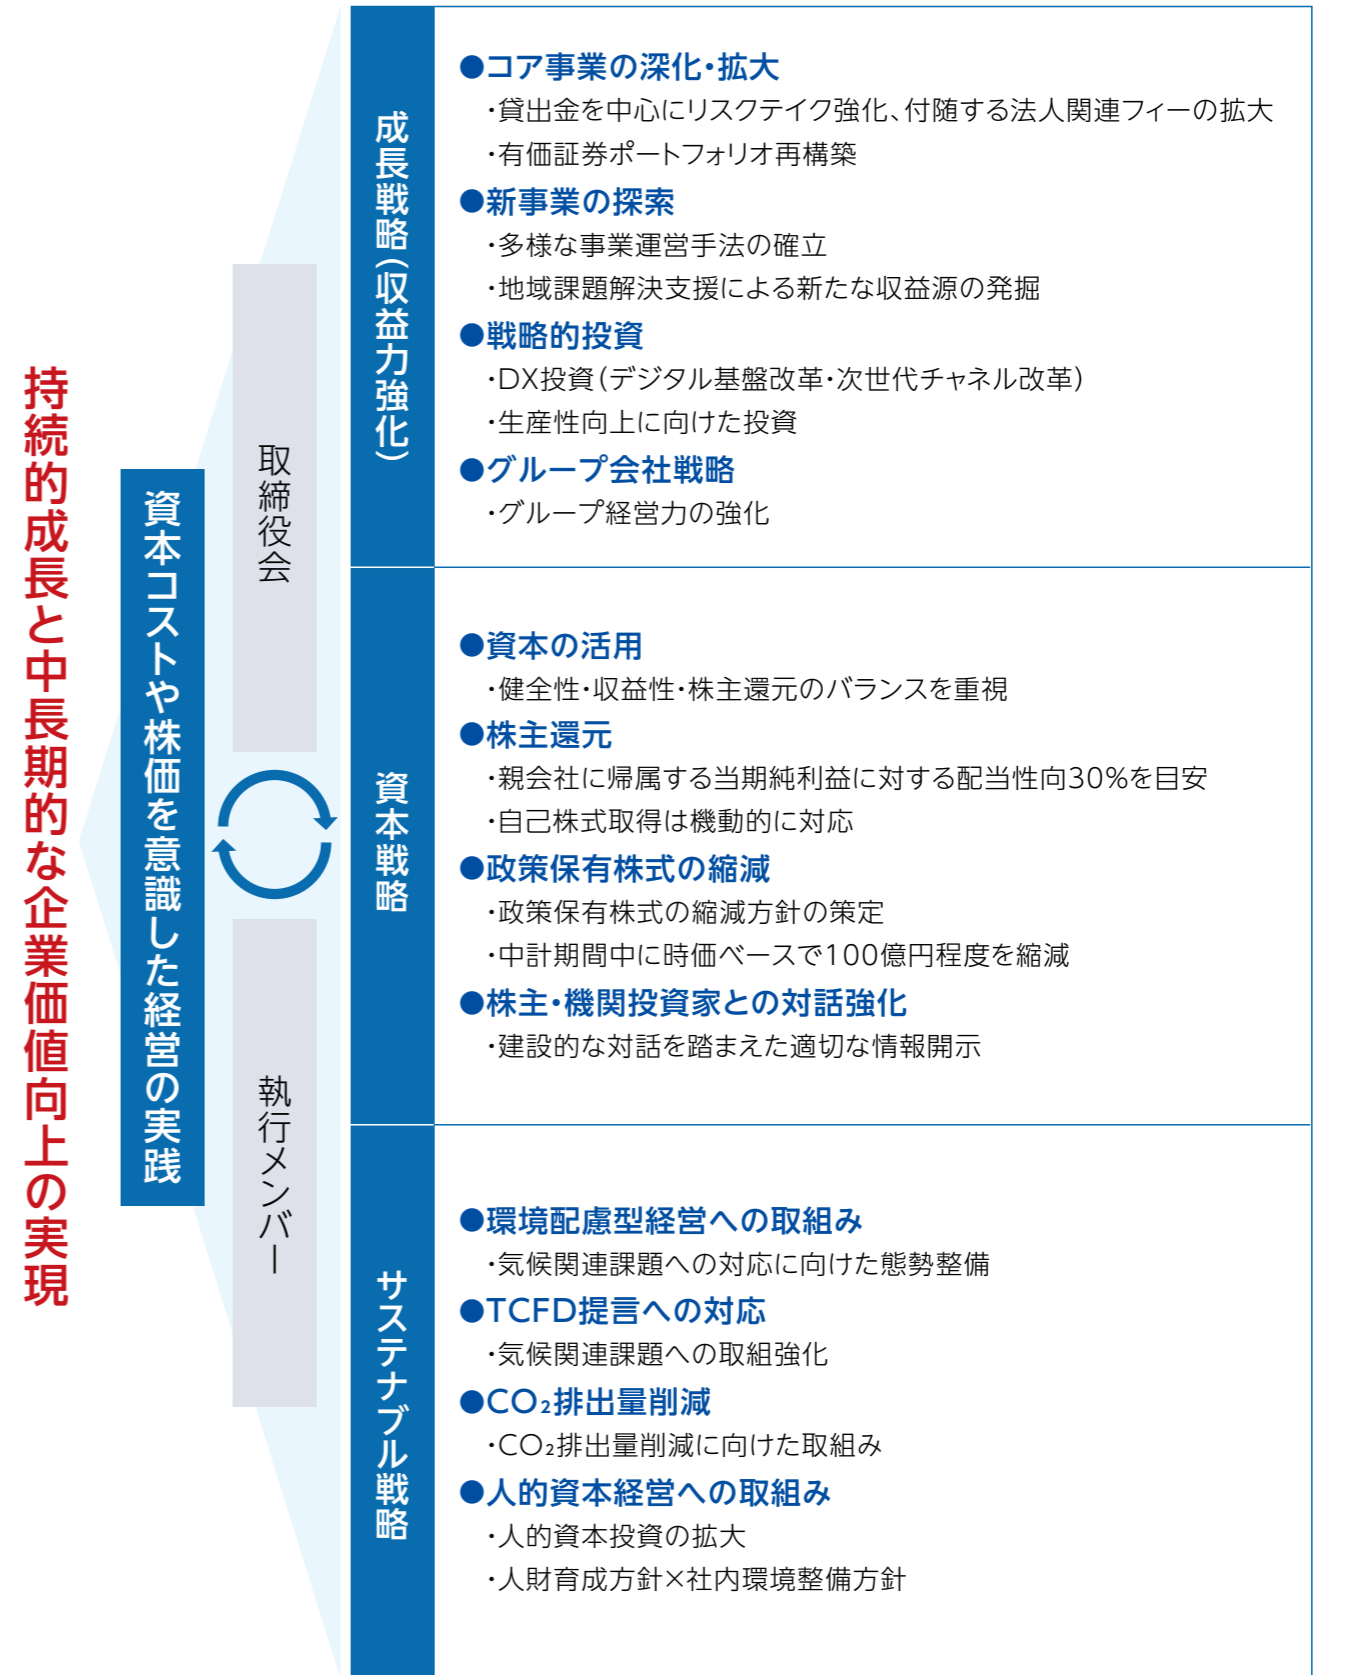 持続的成長と中長期的な企業価値向上の実現
資本コストや株価を意識した経営の実践
取締役会
執行メンバー
成長戦略(収益力強化)
●コア事業の深化・拡大
・貸出金を中心にリスクテイク強化、付随する法人関連フィーの拡大
・有価証券ポートフォリオ再構築
●新事業の探索
・多様な事業運営手法の確立
・地域課題解決支援による新たな収益源の発掘
●戦略的投資
・DX投資(デジタル基盤改革・次世代チャネル改革)
・生産性向上に向けた投資
●グループ会社戦略
・グループ経営力の強化
資本戦略
●資本の活用
・健全性・収益性・株主還元のバランスを重視
●株主還元
・親会社に帰属する当期純利益に対する配当性向30%を目安
・自己株式取得は機動的に対応
●政策保有株式の縮減
・政策保有株式の縮減方針の策定
・中計期間中に時価ベースで100億円程度を縮減
●株主・機関投資家との対話強化
・建設的な対話を踏まえた適切な情報開示
サステナブル戦略
●環境配慮型経営への取組み
・気候関連課題への対応に向けた態勢整備
●TCFD提言への対応
・気候関連課題への取組強化
●CO₂排出量削減
・CO₂排出量削減に向けた取組み
●人的資本経営への取組み
・人的資本投資の拡大
・人財育成方針×社内環境整備方針